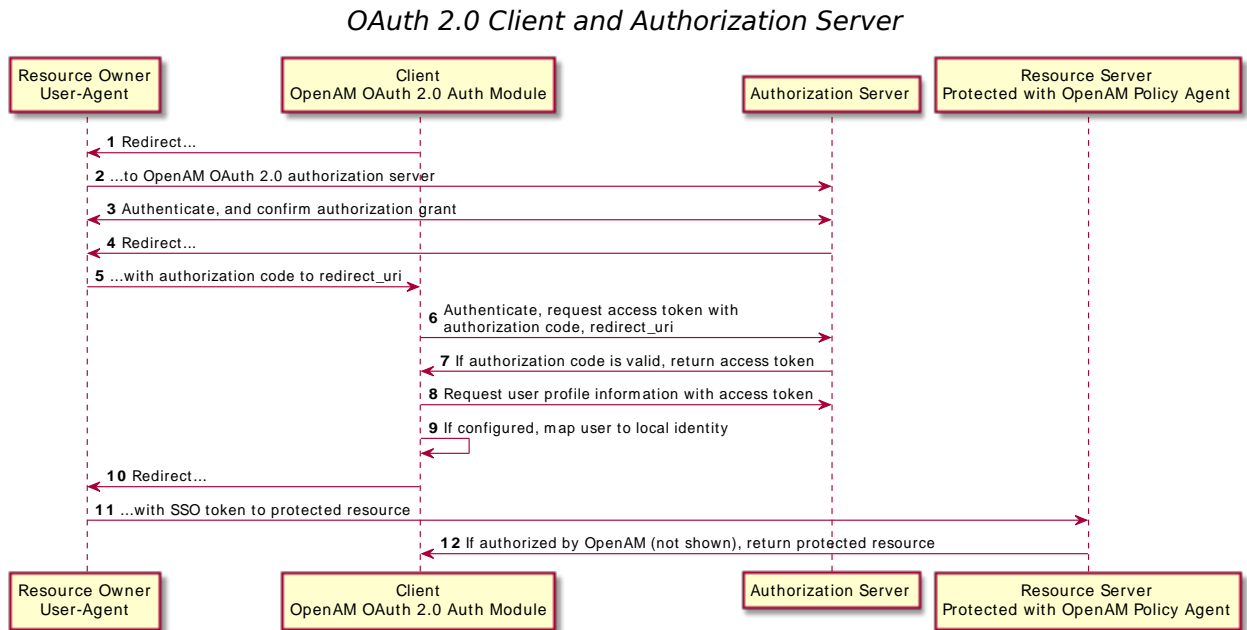 OAuth 2.0 Client and Authorization Server
Resource Owner
User-Agent
Client
OpenAM OAuth 2.0 Auth Module
Authorization Server
Resource Server
Protected with OpenAM Policy Agent
1 Redirect...
2 ...to OpenAM OAuth 2.0 authorization server
3 Authenticate, and confirm authorization grant
4 Redirect...
5 ...with authorization code to redirect_uri
6 Authenticate, request access token with
authorization code, redirect_uri
7 If authorization code is valid, return access token
8 Request user profile information with access token
9 If configured, map user to local identity
10 Redirect...
11 ...with SSO token to protected resource
12 If authorized by OpenAM (not shown), return protected resource
Resource Owner
User-Agent
Client
OpenAM OAuth 2.0 Auth Module
Authorization Server
Resource Server
Protected with OpenAM Policy Agent